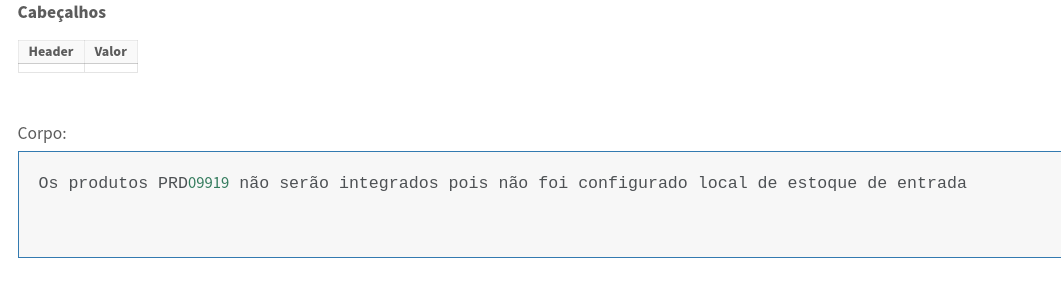 Cabeçalhos
Header Valor
Corpo:
Os produtos PRD09919 não serão integrados pois não foi configurado local de estoque de entrada